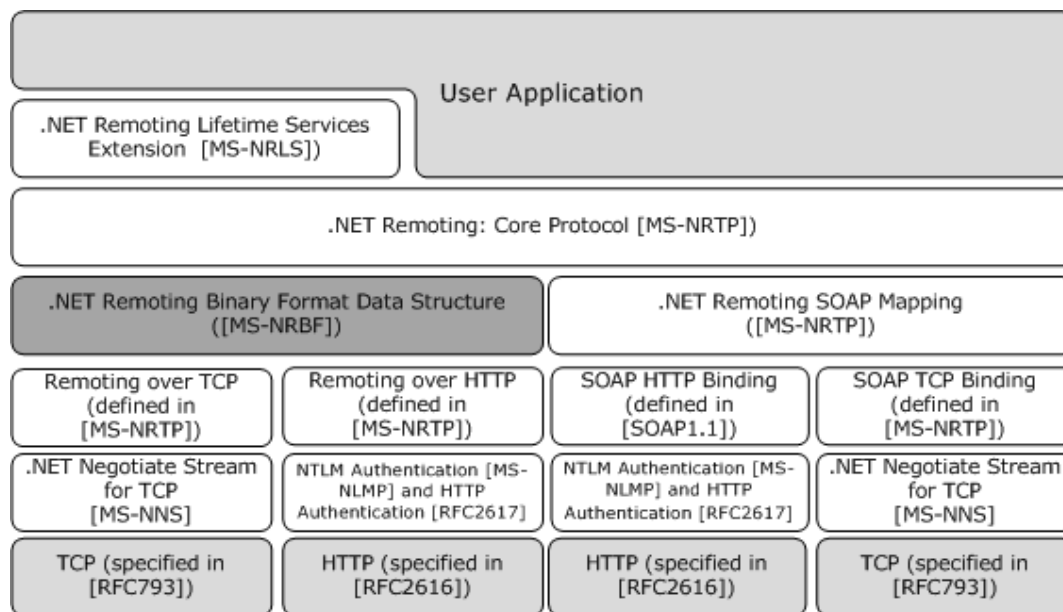 User Application
.NET Remoting Lifetime Services
Extension [MS-NRLS])
.NET Remoting: Core Protocol [MS-NRTP])
.NET Remoting Binary Format Data Structure
([MS-NRBF])
.NET Remoting SOAP Mapping
([MS-NRTP])
Remoting over TCP
(defined in
[MS-NRTP])
Remoting over HTTP
(defined in
[MS-NRTP])
SOAP HTTP Binding
(defined in
[SOAP1.1])
SOAP TCP Binding
(defined in
[MS-NRTP])
.NET Negotiate Stream
for TCP
[MS-NNS]
NTLM Authentication [MS-
NLMP] and HTTP
Authentication [RFC2617]
NTLM Authentication [MS-
NLMP] and HTTP
Authentication [RFC2617]
.NET Negotiate Stream
for TCP
[MS-NNS]
TCP (specified in
[RFC793])
HTTP (specified in
[RFC2616])
HTTP (specified in
[RFC2616])
TCP (specified in
[RFC793])